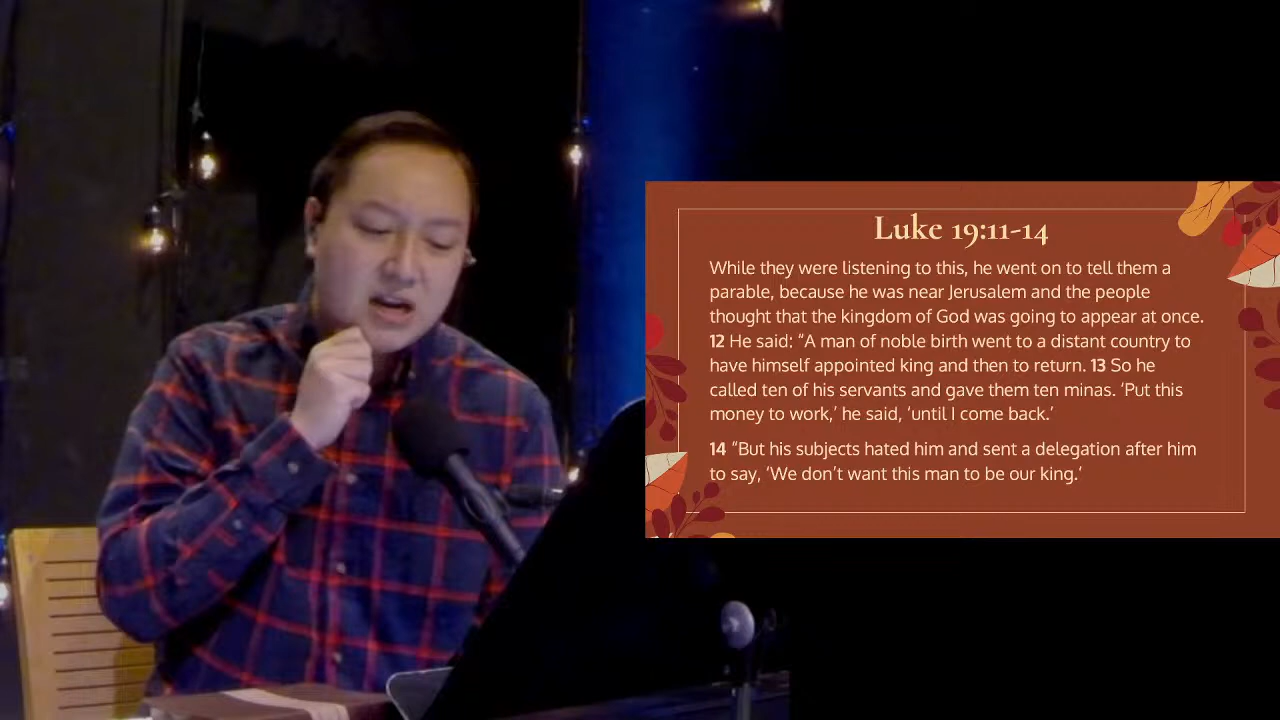 Luke 19:11-14
While they were listening to this, he went on to tell them a
parable, because he was near Jerusalem and the people
thought that the kingdom of God was going to appear at once.
12 He said: “A man of noble birth went to a distant country to
have himself appointed king and then to return. 13 So he
called ten of his servants and gave them ten minas. ‘Put this
money to work,’ he said, ‘until I come back.’
14 “But his subjects hated him and sent a delegation after him
to say, ‘We don’t want this man to be our king.’